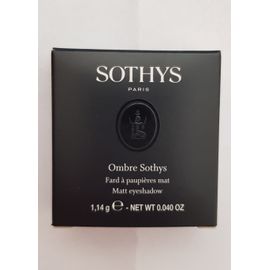 SOTHYS
PARIS
Ombre Sothys
Fard à paupières mat
Matt eyeshadow
1,14 g ℮ - NET WT 0.040 OZ